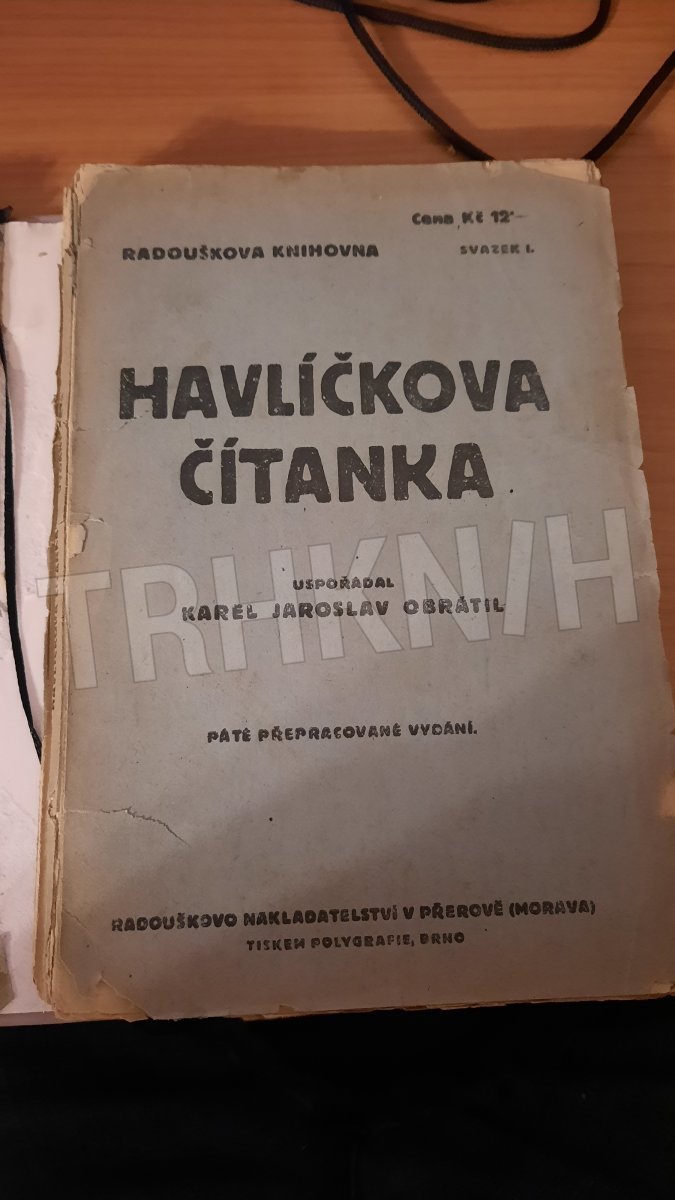 Cena Kč 12'—
RADOUŠKOVA KNIHOVNA SVAZEK I.
HAVLÍČKOVA
ČÍTANKA
TRHKNIH
USPOŘÁDAL
KAREL JAROSLAV OBRÁTIL
PÁTÉ PŘEPRACOVANÉ VYDÁNÍ.
RADOUŠKOVO NAKLADATELSTVÍ V PŘEROVĚ (MORAVA)
TISKEM POLYGRAFIE, BRNO